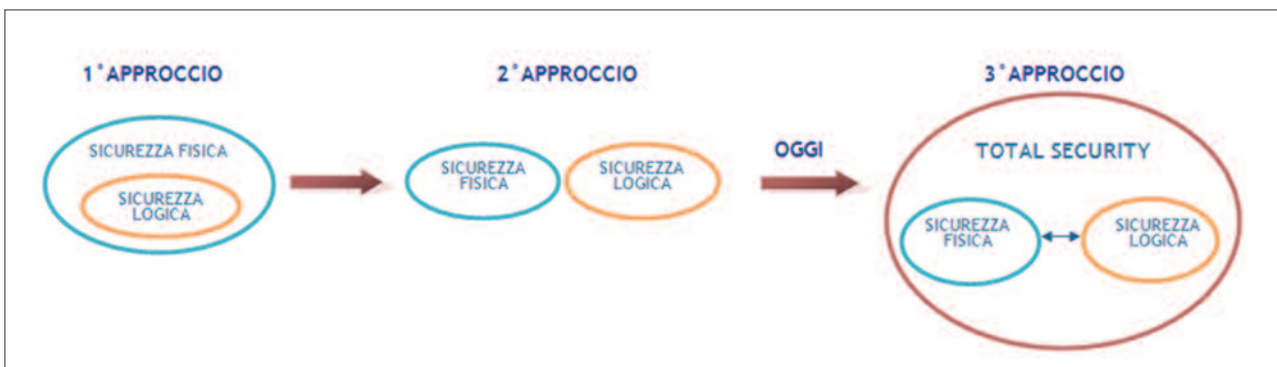 1°APPROCCIO
SICUREZZA FISICA
SICUREZZA
LOGICA
2°APPROCCIO
SICUREZZA
FISICA
SICUREZZA
LOGICA
OGGI
3°APPROCCIO
TOTAL SECURITY
SICUREZZA
FISICA
SICUREZZA
LOGICA